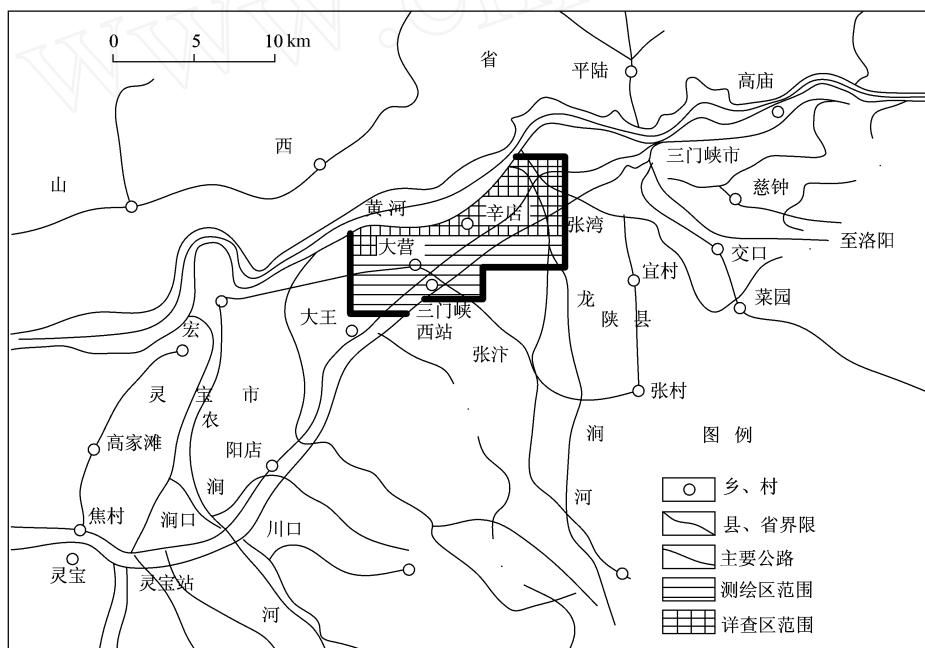 0 5 10 km
省
平陆
高庙
西
三门峡市
山
慈钟
黄河
辛店
张湾
至洛阳
大营
交口
宜村
菜园
龙
大王
三门峡
西站
陕县
宏
张汴
灵宝市
张村
农
高家滩
阳店
涧
图例
乡、村
焦村
涧口
涧
川口
河
县、省界限
主要公路
灵宝
灵宝站
测绘区范围
河
详查区范围